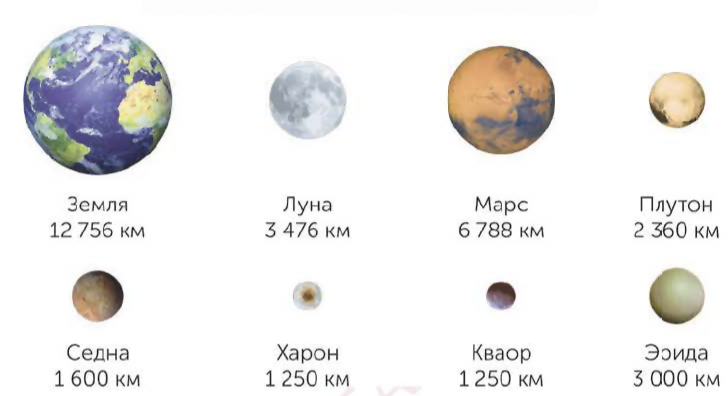 Земля Луна Марс Плутон
12 756 км 3 476 км 6 788 км 2 360 км
Седна Харон Кваор Эрида
1 600 км 1 250 км 1 250 км 3 000 км